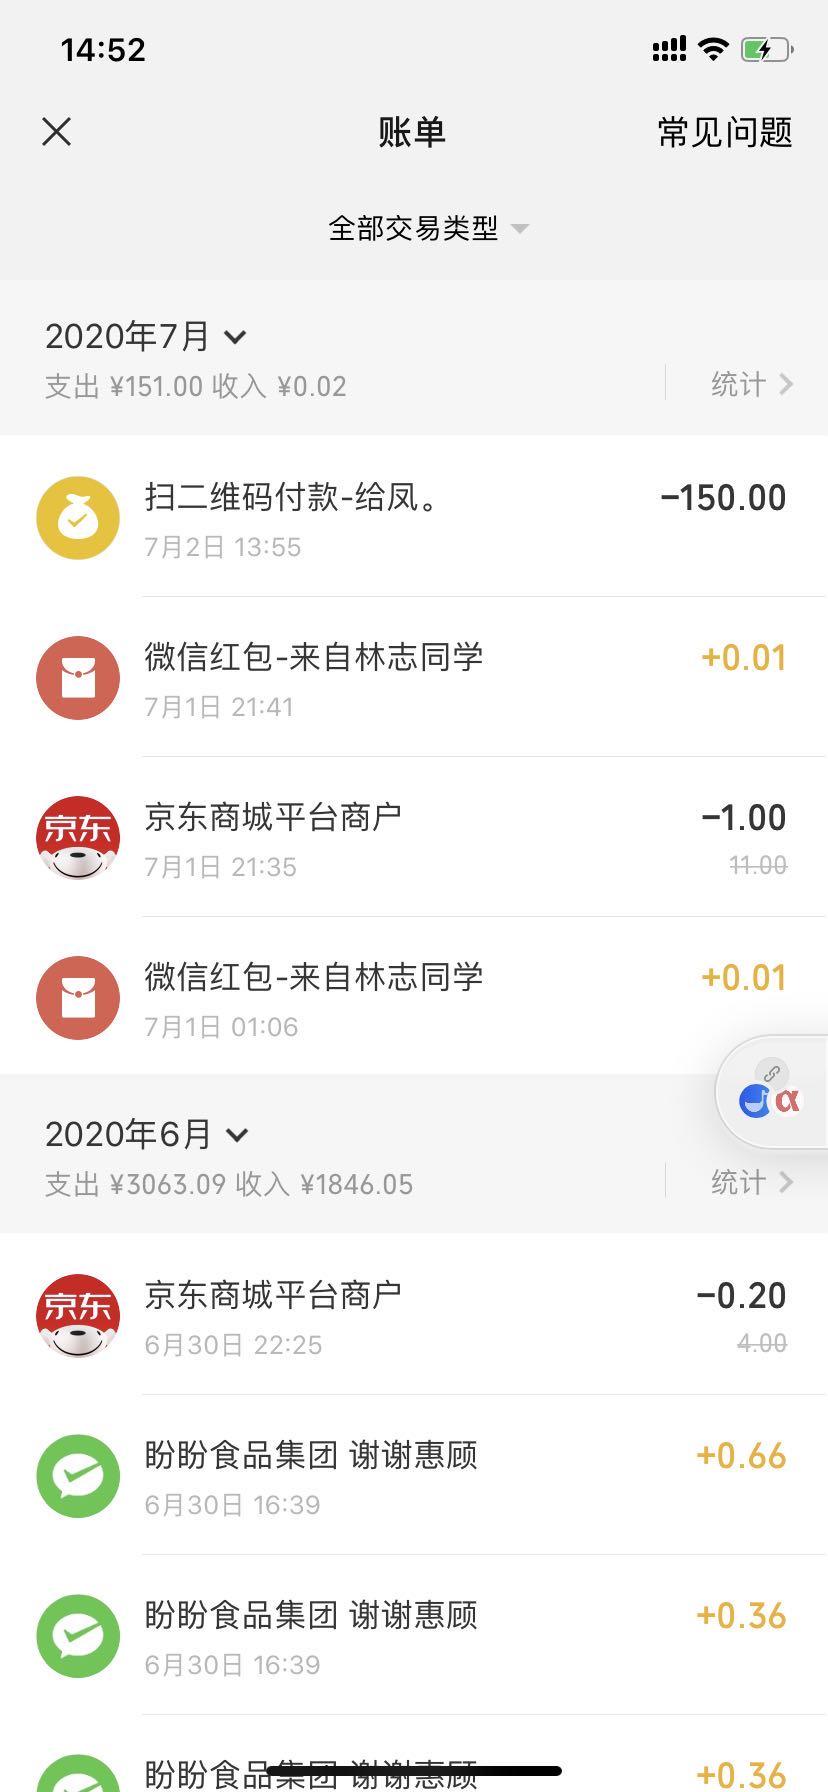 14:52
账单
常见问题
全部交易类型
2020年7月
支出 ¥151.00 收入 ¥0.02
统计
扫二维码付款-给凤。
-150.00
7月2日 13:55
微信红包-来自林志同学
+0.01
7月1日 21:41
京东
京东商城平台商户
-1.00
7月1日 21:35
11.00
微信红包-来自林志同学
+0.01
7月1日 01:06
α
2020年6月
支出 ¥3063.09 收入 ¥1846.05
统计
京东
京东商城平台商户
-0.20
6月30日 22:25
4.00
盼盼食品集团 谢谢惠顾
+0.66
6月30日 16:39
盼盼食品集团 谢谢惠顾
+0.36
6月30日 16:39
盼盼食品集团 谢谢惠顾
+0.36